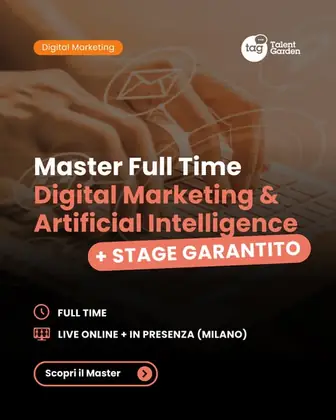 Digital Marketing
tag
Talent
Garden
Master Full Time
Digital Marketing &
Artificial Intelligence
+ STAGE GARANTITO
FULL TIME
LIVE ONLINE + IN PRESENZA (MILANO)
Scopri il Master